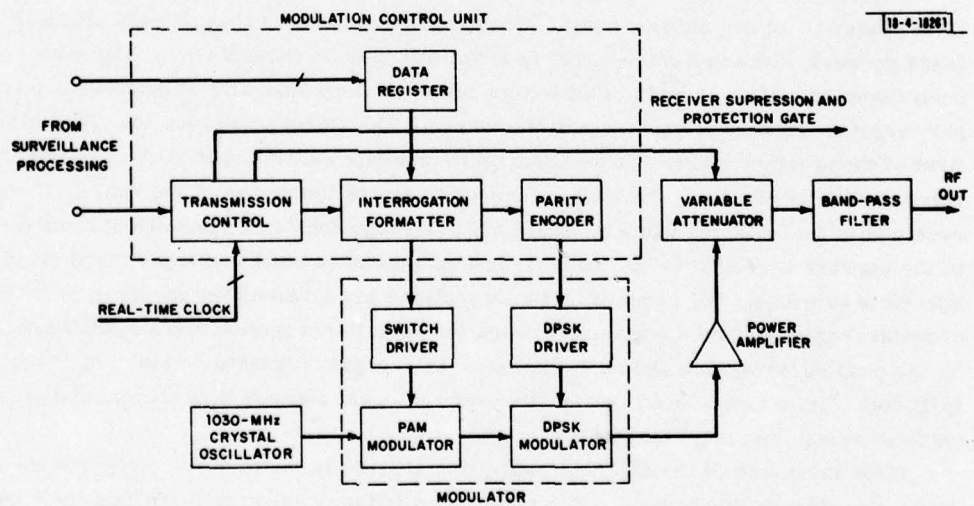 MODULATION CONTROL UNIT
18-4-18261
DATA
REGISTER
RECEIVER SUPRESSION AND
PROTECTION GATE
FROM
SURVEILLANCE
PROCESSING
TRANSMISSION
CONTROL
INTERROGATION
FORMATTER
PARITY
ENCODER
VARIABLE
ATTENUATOR
BAND-PASS
FILTER
RF
OUT
REAL-TIME CLOCK
SWITCH
DRIVER
DPSK
DRIVER
POWER
AMPLIFIER
1030-MHz
CRYSTAL
OSCILLATOR
PAM
MODULATOR
DPSK
MODULATOR
MODULATOR